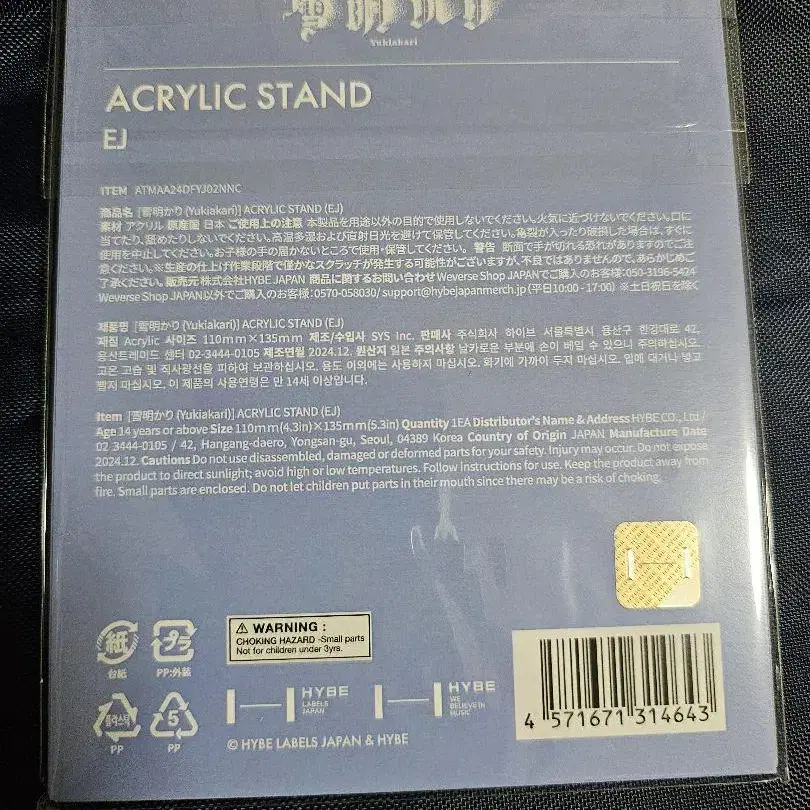 雪明かり
Yukiakari
ACRYLIC STAND
EJ
ITEM ATMAA24DFYJ02NNC
商品名 [雪明かり(Yukiakari)] ACRYLIC STAND (EJ)
素材 アクリル 原産国 日本 ご使用上の注意 本製品を用途以外の目的で使用しないでください。火気に近づけないでください。口に
当てたり、舐めたりしないでください。高温多湿および直射日光を避けて保管してください。亀裂が入ったり破損した場合は、すぐに
使用を中止してください。お子様の手の届かないところで使用・保管してください。 警告 断面で手が切れる恐れがありますのでご注
意ください。※生産の仕上げ作業段階で僅かなスクラッチが発生する可能性がございますが、不良ではありませんので、あらかじめご
了承ください。販売元 株式会社HYBE JAPAN 商品に関するお問い合わせ Weverse Shop JAPANでご購入のお客様:050-3196-5424
Weverse Shop JAPAN以外でご購入のお客様:0570-058030/ support@hybejapanmerch.jp (平日10:00 - 17:00) ※土日祝日を除く
제품명 [雪明かり(Yukiakari)] ACRYLIC STAND (EJ)
재질 Acrylic 사이즈 110mm×135mm 제조/수입사 SYS Inc. 판매사 주식회사 하이브 서울특별시 용산구 한강대로 42,
용산트레이드 센터 02-3444-0105 제조연월 2024.12. 원산지 일본 주의사항 날카로운 부분에 손이 베일 수 있으니 주의하십시오.
고온 고습 및 직사광선을 피하여 보관하십시오. 용도 이외에는 사용하지 마십시오. 화기에 가까이 두지 마십시오. 입에 대거나 넣고
빨지 마십시오. 이 제품의 사용연령은 만 14세 이상입니다.
Item [雪明かり(Yukiakari)] ACRYLIC STAND (EJ)
Age 14 years or above Size 110mm(4.3in)×135mm(5.3in) Quantity 1EA Distributor's Name & Address HYBE CO., Ltd /
02 3444-0105 / 42, Hangang-daero, Yongsan-gu, Seoul, 04389 Korea Country of Origin JAPAN Manufacture Date
2024.12. Cautions Do not use disassembled, damaged or deformed parts for your safety. Injury may occur. Do not expose
the product to direct sunlight; avoid high or low temperatures. Follow instructions for use. Keep the product away from
fire. Small parts are enclosed. Do not let children put parts in their mouth since there may be a risk of choking.
⚠ WARNING :
CHOKING HAZARD -Small parts
Not for children under 3yrs.
紙
台紙
プラ
PP:外装
플라스틱
PP
5
PP
HYBE
LABELS
JAPAN
HYBE
WE
BELIEVE IN
MUSIC
© HYBE LABELS JAPAN & HYBE
4 571671 314643